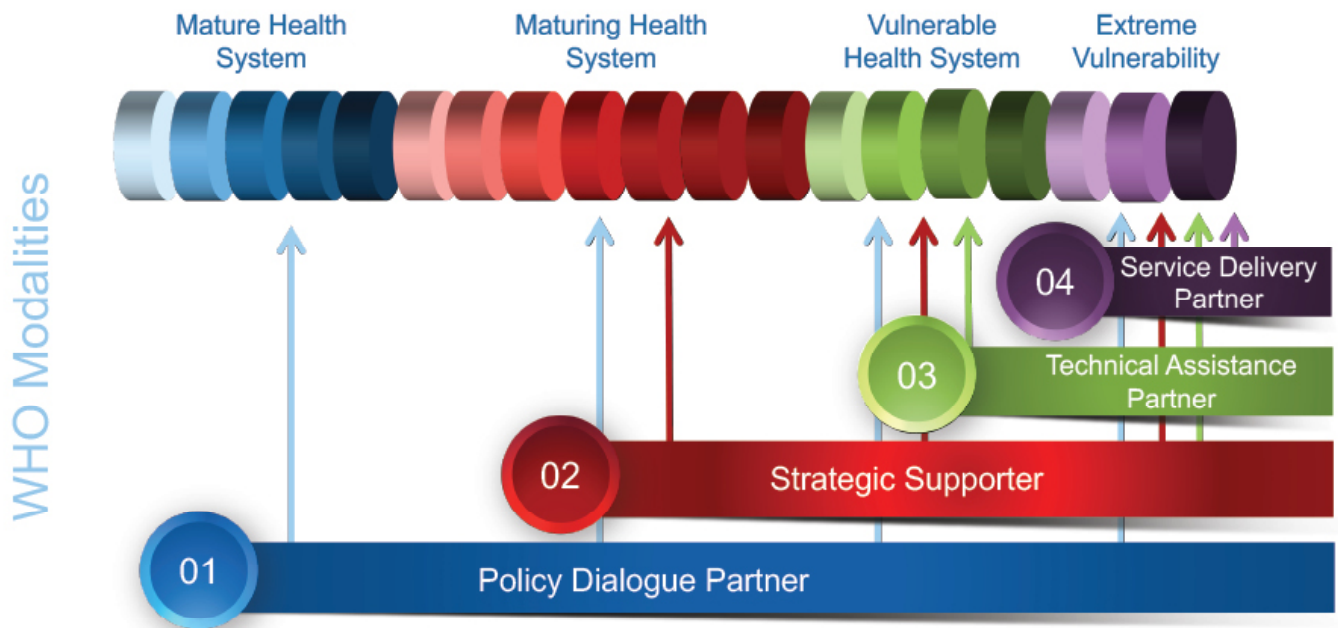 Mature Health
System
Maturing Health
System
Vulnerable
Health System
Extreme
Vulnerability
WHO Modalities
04
Service Delivery
Partner
03
Technical Assistance
Partner
02
Strategic Supporter
01
Policy Dialogue Partner